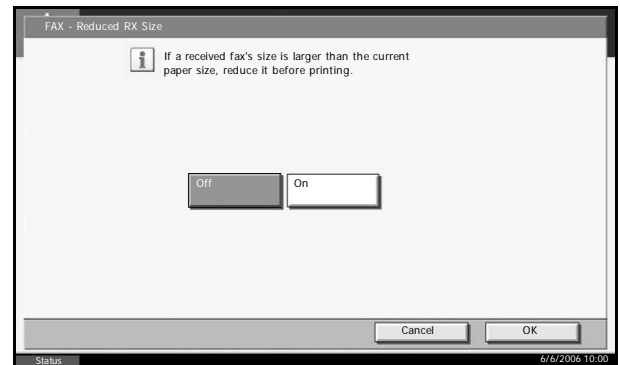 FAX - Reduced RX Size
If a received fax's size is larger than the current
paper size, reduce it before printing.
Off
On
Cancel
OK
Status
6/6/2006 10:00